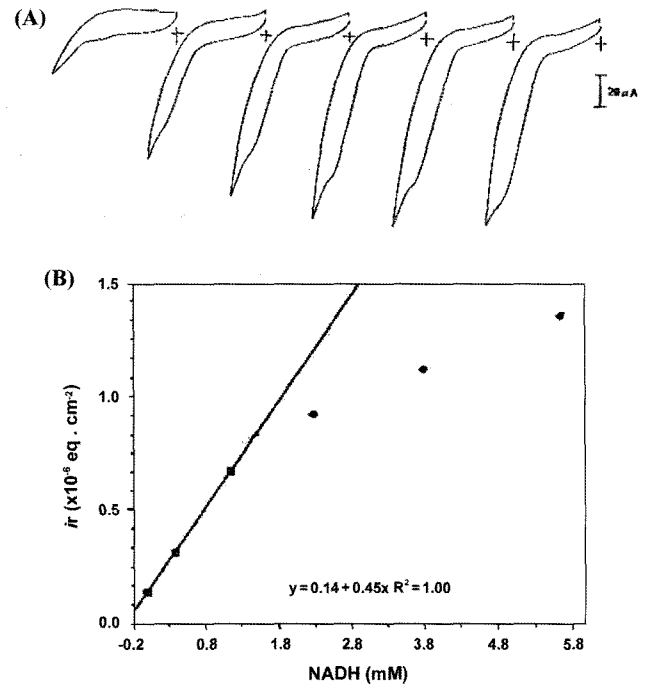 (A)
+ + + + + +
20 μA
(B)
1.5
1.0
0.5
0.0
ir (x10⁻⁶ eq . cm⁻²)
y = 0.14 + 0.45x R² = 1.00
-0.2 0.8 1.8 2.8 3.8 4.8 5.8
NADH (mM)